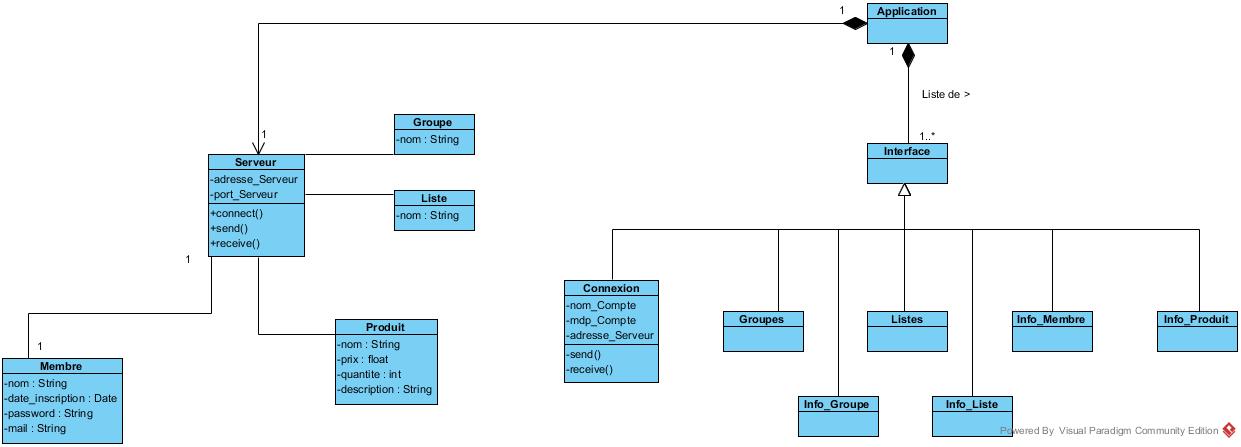 Application
1
1
Liste de >
1..*
Interface
1
Serveur
-adresse_Serveur
-port_Serveur
+connect()
+send()
+receive()
Groupe
-nom : String
Liste
-nom : String
1
1
Membre
-nom : String
-date_inscription : Date
-password : String
-mail : String
Produit
-nom : String
-prix : float
-quantite : int
-description : String
Connexion
-nom_Compte
-mdp_Compte
-adresse_Serveur
-send()
-receive()
Groupes
Listes
Info_Membre
Info_Produit
Info_Groupe
Info_Liste
Powered By Visual Paradigm Community Edition